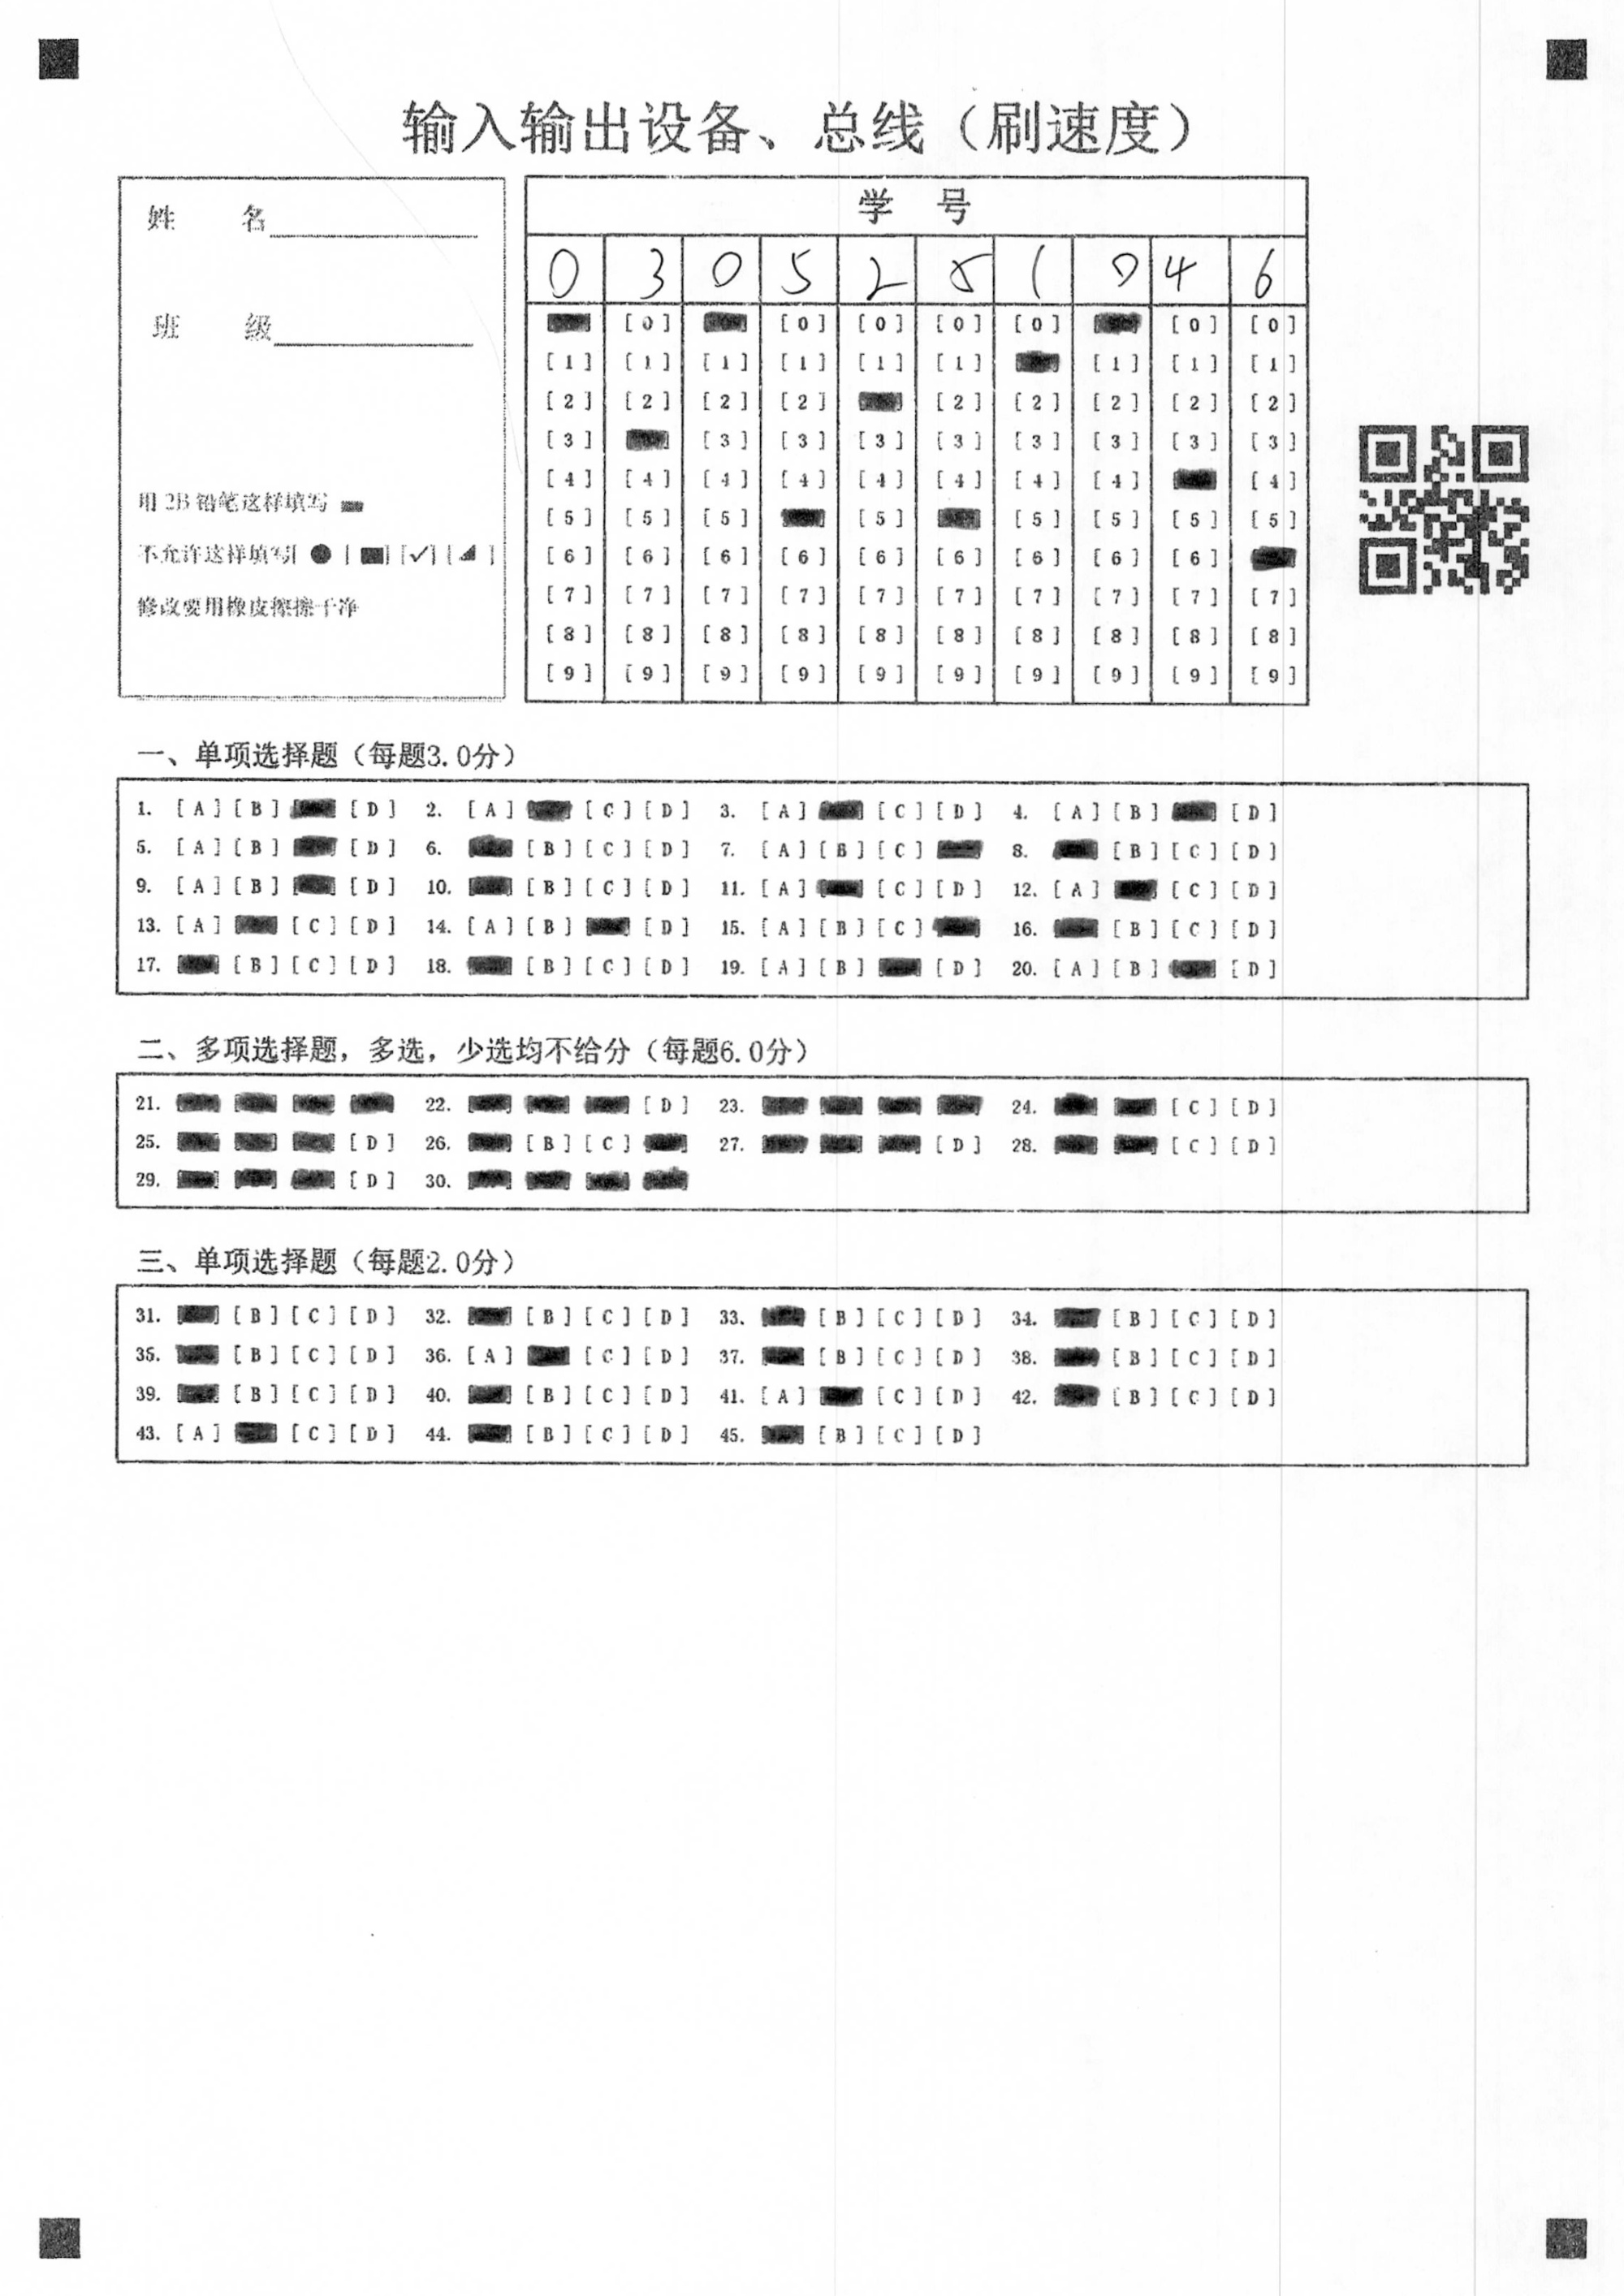 输入输出设备、总线（刷速度）
姓 名
班 级
用 2B 铅笔这样填写
不允许这样填写[ ● ] [ ■ ] [ ✓ ] [ ◢ ]
修改要用橡皮擦擦干净
学 号
0 3 0 5 2 5 1 0 4 6
[0] [0] [0] [0] [0] [0] [0]
[1] [1] [1] [1] [1] [1] [1] [1] [1]
[2] [2] [2] [2] [2] [2] [2] [2] [2]
[3] [3] [3] [3] [3] [3] [3] [3] [3]
[4] [4] [4] [4] [4] [4] [4] [4] [4]
[5] [5] [5] [5] [5] [5] [5] [5]
[6] [6] [6] [6] [6] [6] [6] [6] [6]
[7] [7] [7] [7] [7] [7] [7] [7] [7] [7]
[8] [8] [8] [8] [8] [8] [8] [8] [8] [8]
[9] [9] [9] [9] [9] [9] [9] [9] [9] [9]
一、单项选择题（每题3.0分）
1. [A] [B] [D] 2. [A] [C] [D] 3. [A] [C] [D] 4. [A] [B] [D]
5. [A] [B] [D] 6. [B] [C] [D] 7. [A] [B] [C] 8. [B] [C] [D]
9. [A] [B] [D] 10. [B] [C] [D] 11. [A] [C] [D] 12. [A] [C] [D]
13. [A] [C] [D] 14. [A] [B] [D] 15. [A] [B] [C] 16. [B] [C] [D]
17. [B] [C] [D] 18. [B] [C] [D] 19. [A] [B] [D] 20. [A] [B] [D]
二、多项选择题，多选，少选均不给分（每题6.0分）
21. 22. [D] 23. 24. [C] [D]
25. [D] 26. [B] [C] 27. [D] 28. [C] [D]
29. [D] 30.
三、单项选择题（每题2.0分）
31. [B] [C] [D] 32. [B] [C] [D] 33. [B] [C] [D] 34. [B] [C] [D]
35. [B] [C] [D] 36. [A] [C] [D] 37. [B] [C] [D] 38. [B] [C] [D]
39. [B] [C] [D] 40. [B] [C] [D] 41. [A] [C] [D] 42. [B] [C] [D]
43. [A] [C] [D] 44. [B] [C] [D] 45. [B] [C] [D]